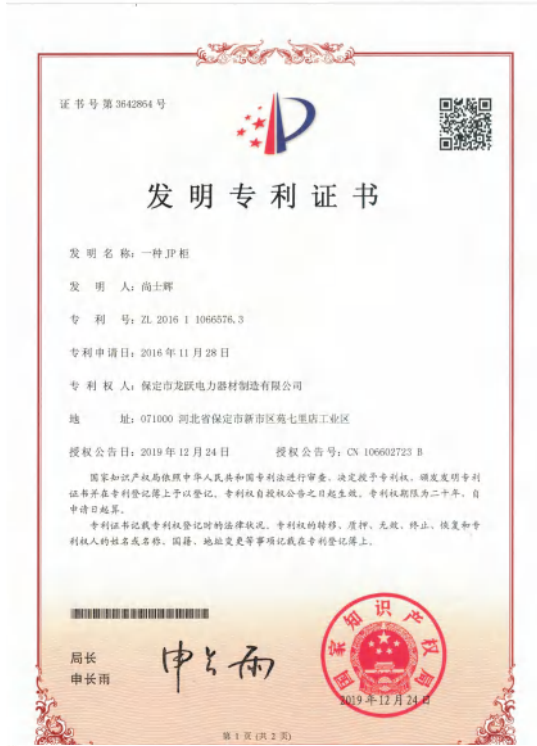 证书号第3642864号
发明专利证书
发 明 名 称：一种JP柜
发 明 人：尚士辉
专 利 号：ZL 2016 1 1066576.3
专利申请日：2016年11月28日
专 利 权 人：保定市龙跃电力器材制造有限公司
地 址：071000 河北省保定市新市区苑七里店工业区
授权公告日：2019年12月24日 授权公告号：CN 106602723 B
国家知识产权局依照中华人民共和国专利法进行审查，决定授予专利权，颁发发明专利
证书并在专利登记簿上予以登记。专利权自授权公告之日起生效。专利权期限为二十年，自
申请日起算。
专利证书记载专利权登记时的法律状况。专利权的转移、质押、无效、终止、恢复和专
利权人的姓名或名称、国籍、地址变更等事项记载在专利登记簿上。
局长
申长雨
申长雨
国家知识产权局
2019年12月24日
第 1 页 (共 2 页)